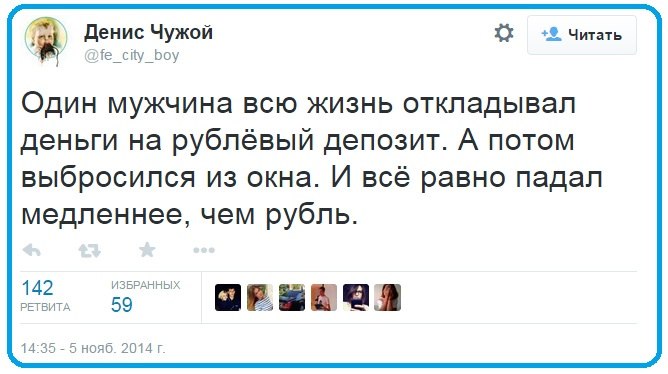 Денис Чужой
@fe_city_boy
Читать
Один мужчина всю жизнь откладывал
деньги на рублёвый депозит. А потом
выбросился из окна. И всё равно падал
медленнее, чем рубль.
142
РЕТВИТА
ИЗБРАННЫХ
59
14:35 - 5 нояб. 2014 г.